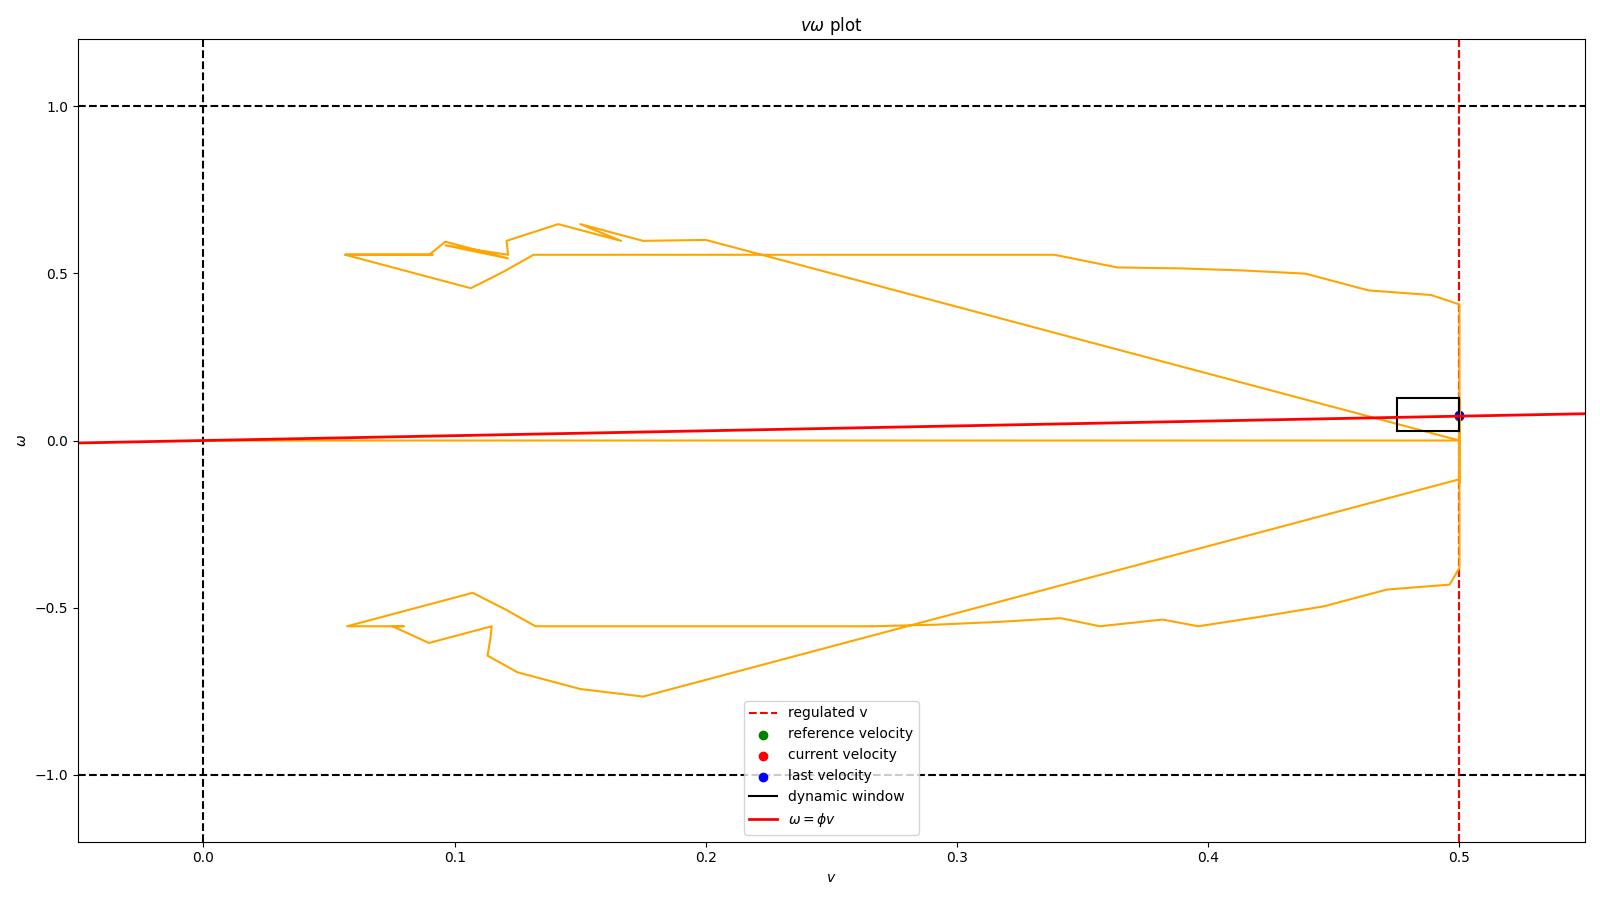 vω plot
1.0
0.5
0.0
−0.5
−1.0
ω
regulated v
reference velocity
current velocity
last velocity
dynamic window
ω = ϕv
0.0 0.1 0.2 0.3 0.4 0.5
v